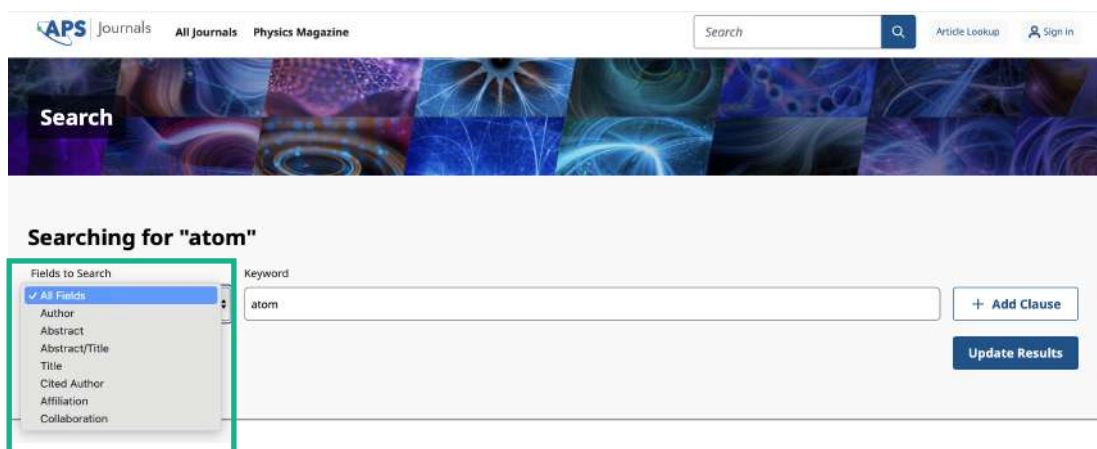 APS Journals All Journals Physics Magazine Search Article Lookup Sign in
Search
Searching for "atom"
Fields to Search Keyword
✓ All Fields atom + Add Clause
Author
Abstract
Abstract/Title Update Results
Title
Cited Author
Affiliation
Collaboration